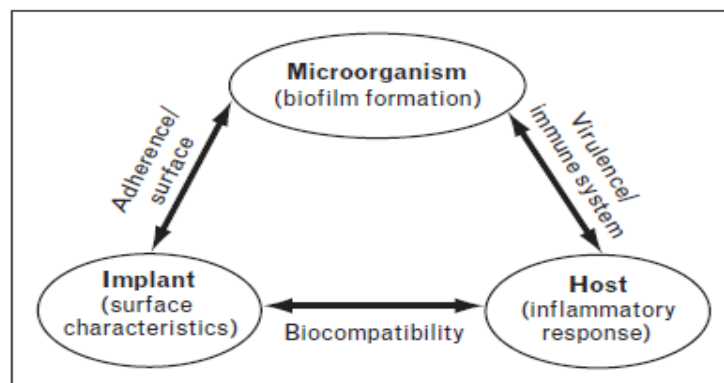 Microorganism
(biofilm formation)
Adherence/
surface
Virulence/
immune system
Implant
(surface
characteristics)
Biocompatibility
Host
(inflammatory
response)